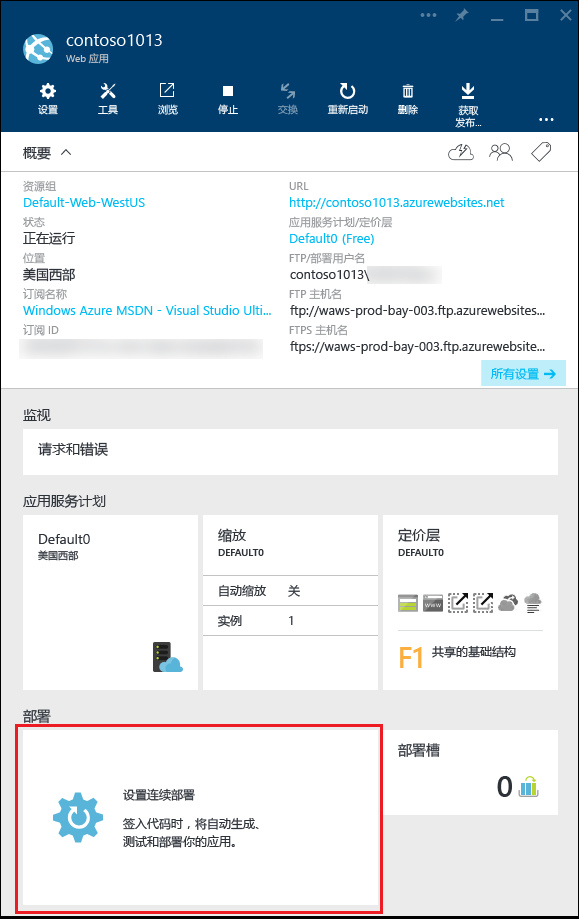 contoso1013
Web 应用
设置
工具
浏览
停止
交换
重新启动
删除
获取
发布...
概要
资源组
Default-Web-WestUS
URL
http://contoso1013.azurewebsites.net
状态
正在运行
应用服务计划/定价层
Default0 (Free)
位置
美国西部
FTP/部署用户名
contoso1013\
订阅名称
Windows Azure MSDN - Visual Studio Ulti...
FTP 主机名
ftp://waws-prod-bay-003.ftp.azurewebsites...
订阅 ID
FTPS 主机名
ftps://waws-prod-bay-003.ftp.azurewebsite...
所有设置
监视
请求和错误
应用服务计划
Default0
美国西部
缩放
DEFAULT0
自动缩放 关
实例 1
定价层
DEFAULT0
WWW
F1 共享的基础结构
部署
设置连续部署
签入代码时，将自动生成、
测试和部署你的应用。
部署槽
0